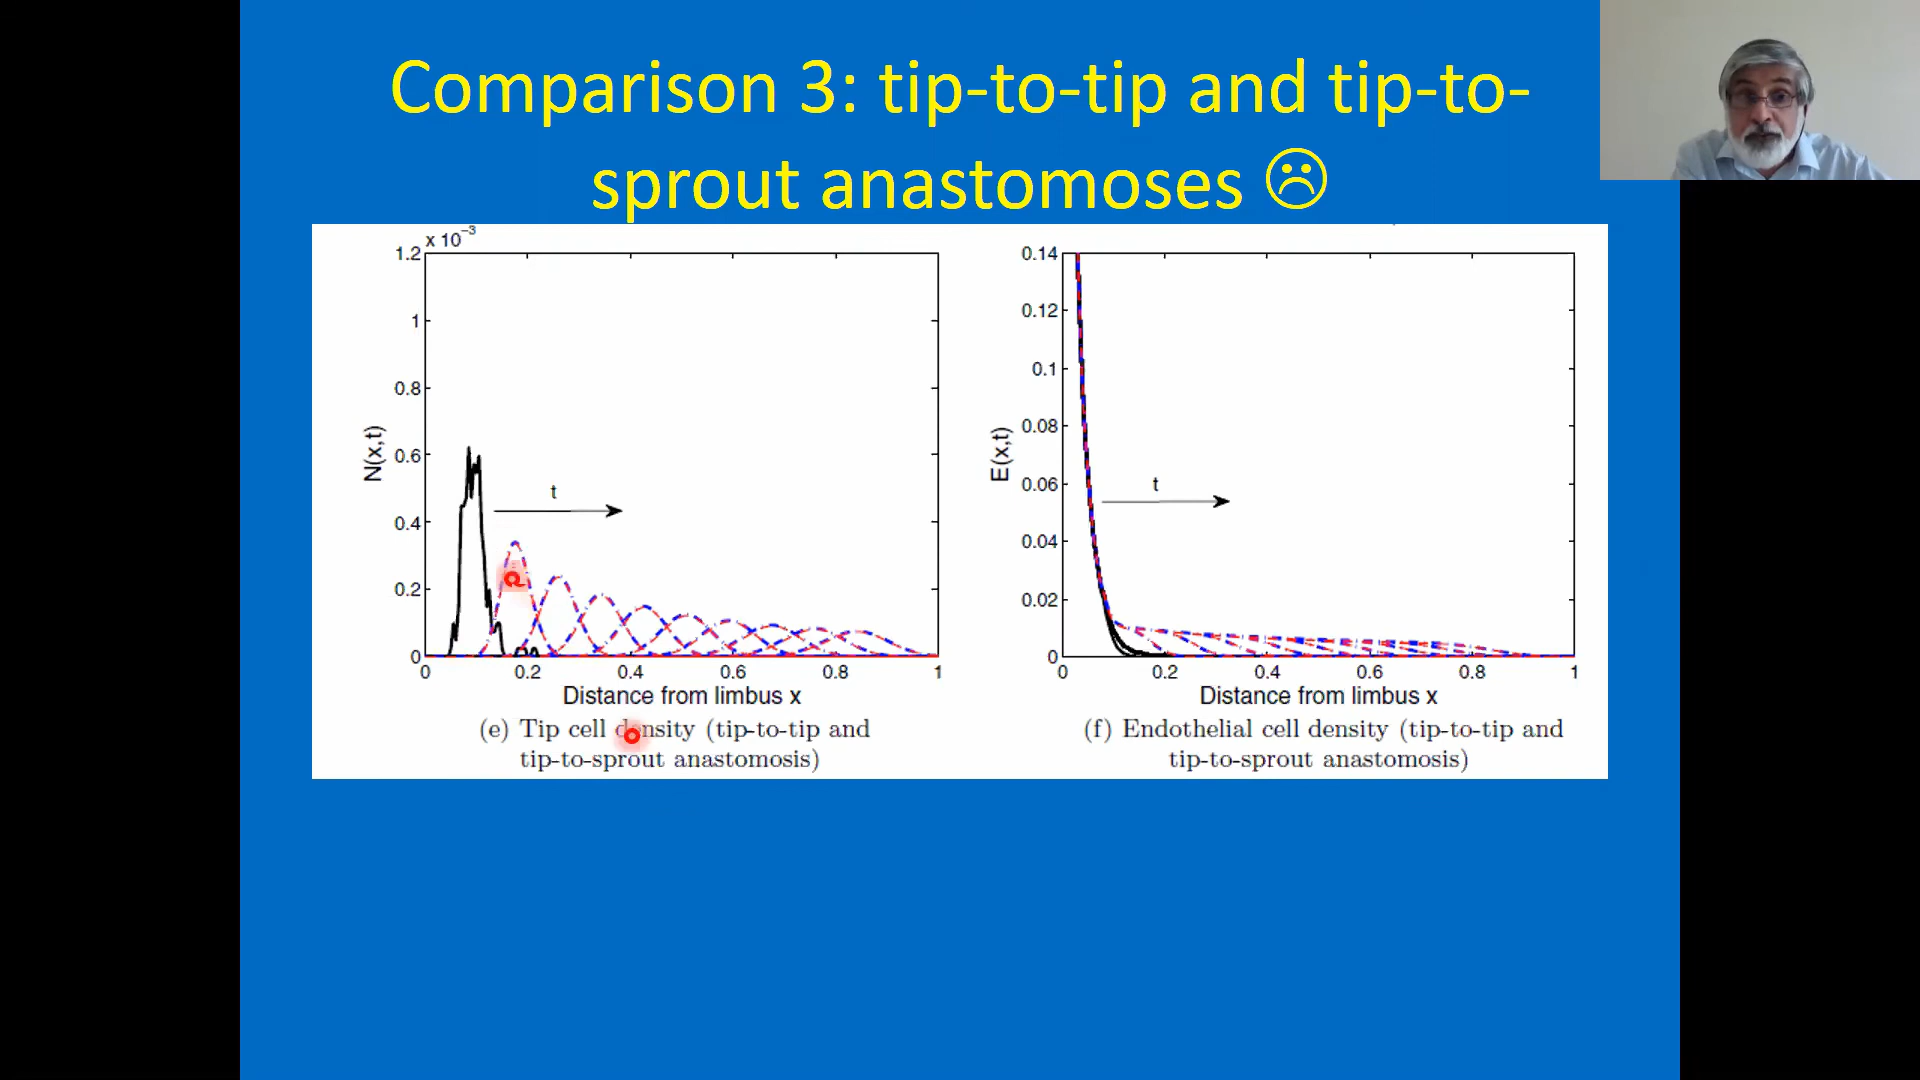 Comparison 3: tip-to-tip and tip-to-
sprout anastomoses ☹
x 10⁻³
1.2
1
0.8
0.6
0.4
0.2
0
N(x,t)
t
0 0.2 0.4 0.6 0.8 1
Distance from limbus x
(e) Tip cell density (tip-to-tip and
tip-to-sprout anastomosis)
0.14
0.12
0.1
0.08
0.06
0.04
0.02
0
E(x,t)
t
0 0.2 0.4 0.6 0.8 1
Distance from limbus x
(f) Endothelial cell density (tip-to-tip and
tip-to-sprout anastomosis)